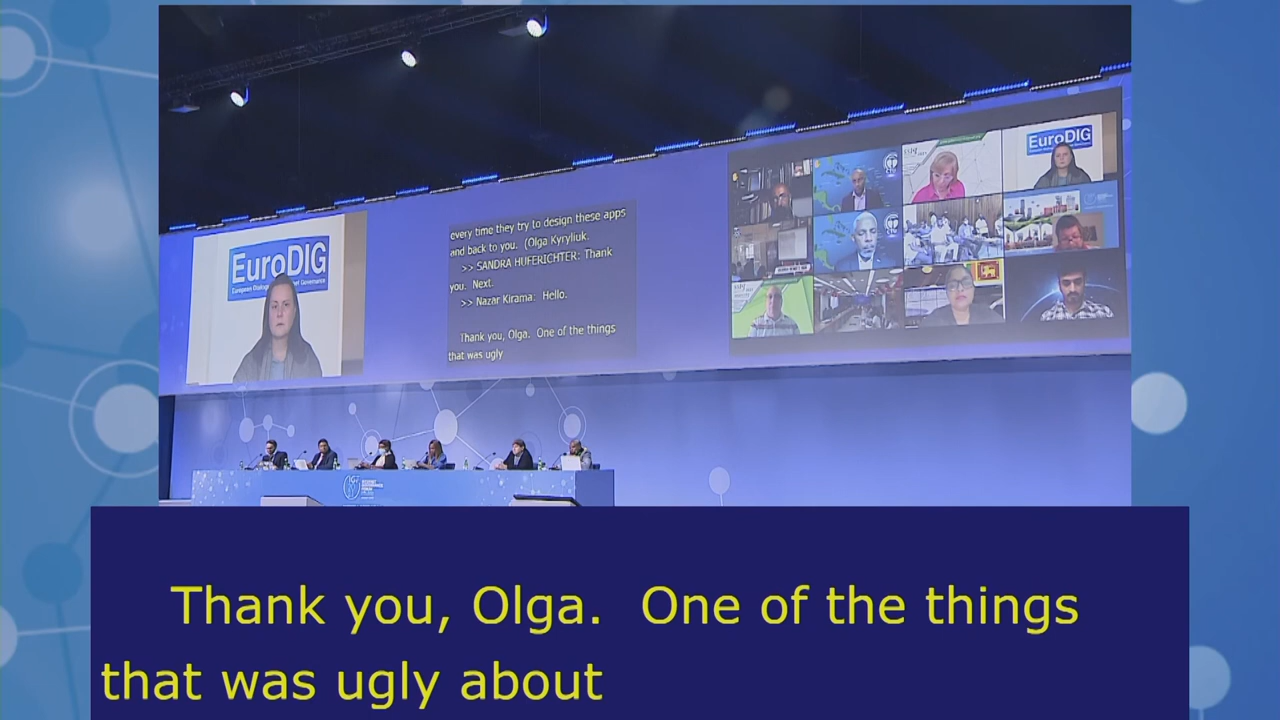 EuroDIG
every time they try to design these apps
and back to you. (Olga Kyryliuk.
>> SANDRA HUFERICHTER: Thank
you. Next.
>> Nazar Kirama: Hello.
Thank you, Olga. One of the things
that was ugly
EuroDIG
Thank you, Olga.  One of the things
that was ugly about